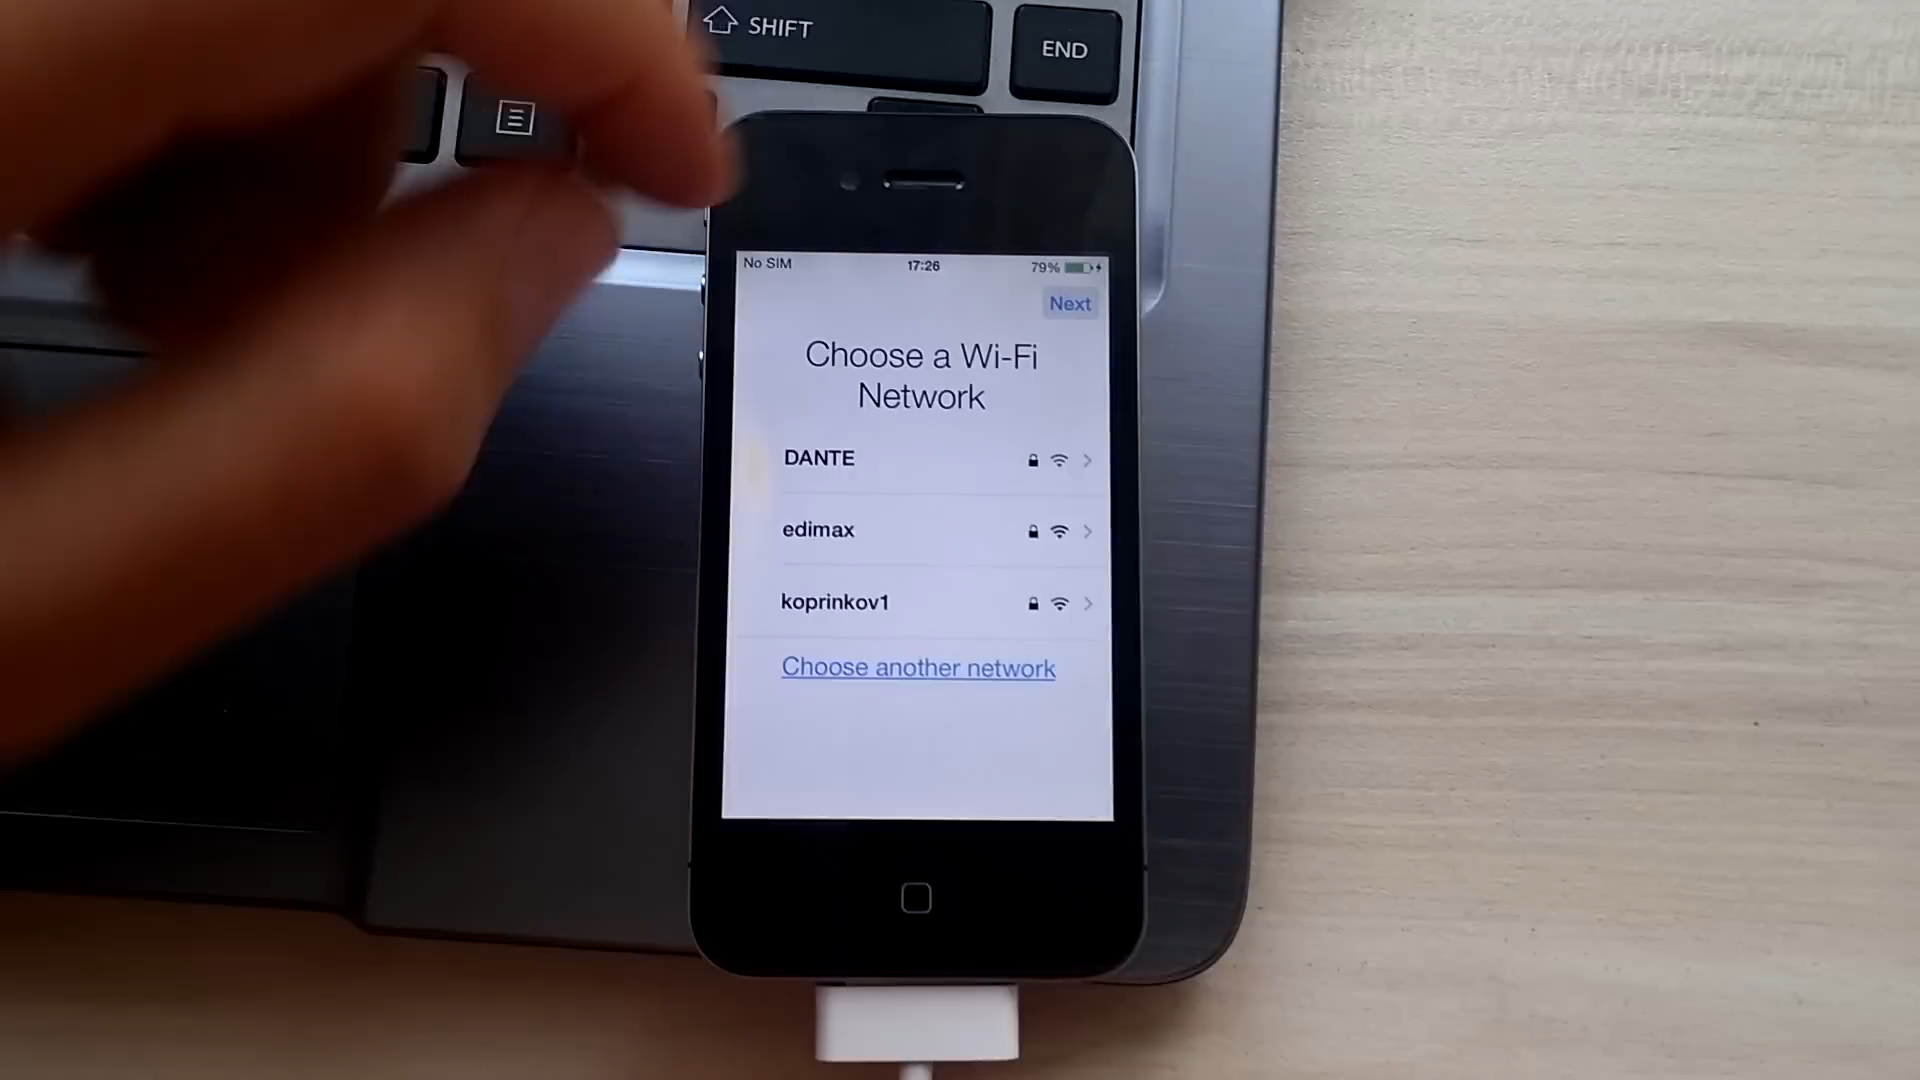 SHIFT
END
No SIM 17:26 79%
Next
Choose a Wi-Fi
Network
DANTE
edimax
koprinkov1
Choose another network